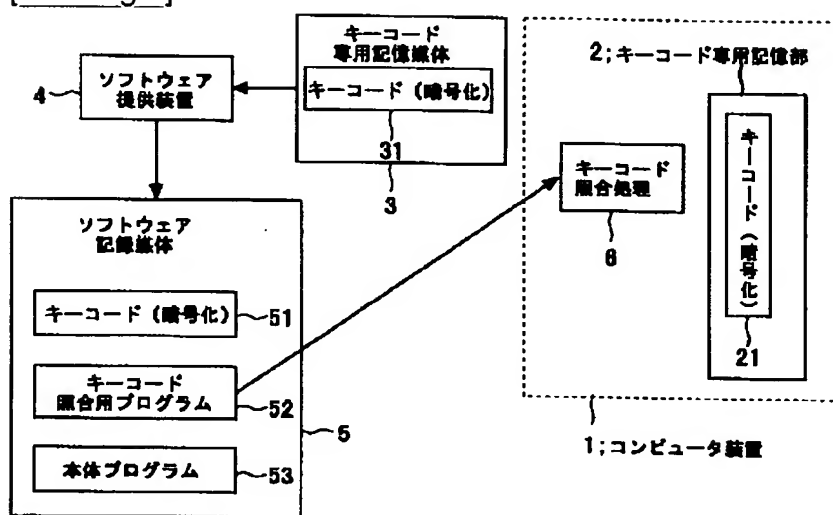 キーコード
専用記憶媒体
キーコード (暗号化)
31
3
4
ソフトウェア
提供装置
2;キーコード専用記憶部
キーコード(暗号化)
21
キーコード
照合処理
6
ソフトウェア
記録媒体
キーコード (暗号化)
51
キーコード
照合用プログラム
52
本体プログラム
53
5
1;コンピュータ装置